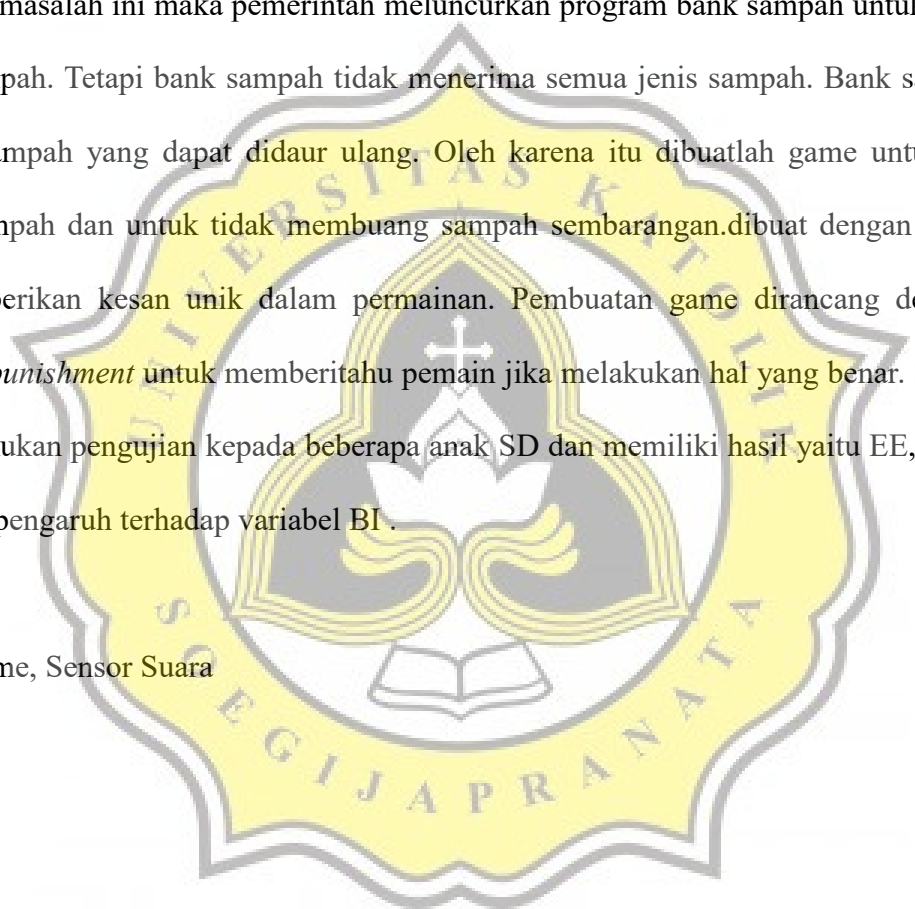 masalah ini maka pemerintah meluncurkan program bank sampah untuk
pah. Tetapi bank sampah tidak menerima semua jenis sampah. Bank sa
ampah yang dapat didaur ulang. Oleh karena itu dibuatlah game untu
npah dan untuk tidak membuang sampah sembarangan.dibuat dengan
berikan kesan unik dalam permainan. Pembuatan game dirancang de
punishment untuk memberitahu pemain jika melakukan hal yang benar.
ukan pengujian kepada beberapa anak SD dan memiliki hasil yaitu EE,
pengaruh terhadap variabel BI .
me, Sensor Suara
UNIVERSITAS KATOLIK
SOEGIJAPRANATA